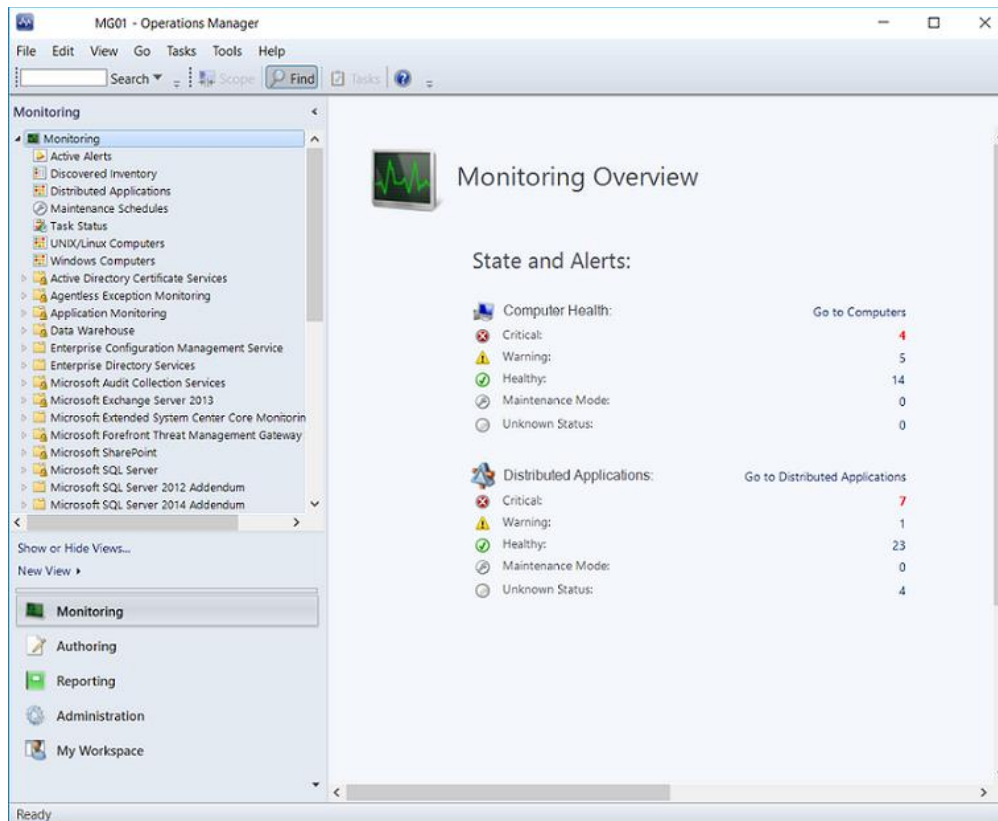 MG01 - Operations Manager
File Edit View Go Tasks Tools Help
Search Scope Find Tasks
Monitoring
Monitoring
Active Alerts
Discovered Inventory
Distributed Applications
Maintenance Schedules
Task Status
UNIX/Linux Computers
Windows Computers
Active Directory Certificate Services
Agentless Exception Monitoring
Application Monitoring
Data Warehouse
Enterprise Configuration Management Service
Enterprise Directory Services
Microsoft Audit Collection Services
Microsoft Exchange Server 2013
Microsoft Extended System Center Core Monitorin
Microsoft Forefront Threat Management Gateway
Microsoft SharePoint
Microsoft SQL Server
Microsoft SQL Server 2012 Addendum
Microsoft SQL Server 2014 Addendum
Show or Hide Views...
New View
Monitoring
Authoring
Reporting
Administration
My Workspace
Monitoring Overview
State and Alerts:
Computer Health: Go to Computers
Critical: 4
Warning: 5
Healthy: 14
Maintenance Mode: 0
Unknown Status: 0
Distributed Applications: Go to Distributed Applications
Critical: 7
Warning: 1
Healthy: 23
Maintenance Mode: 0
Unknown Status: 4
Ready